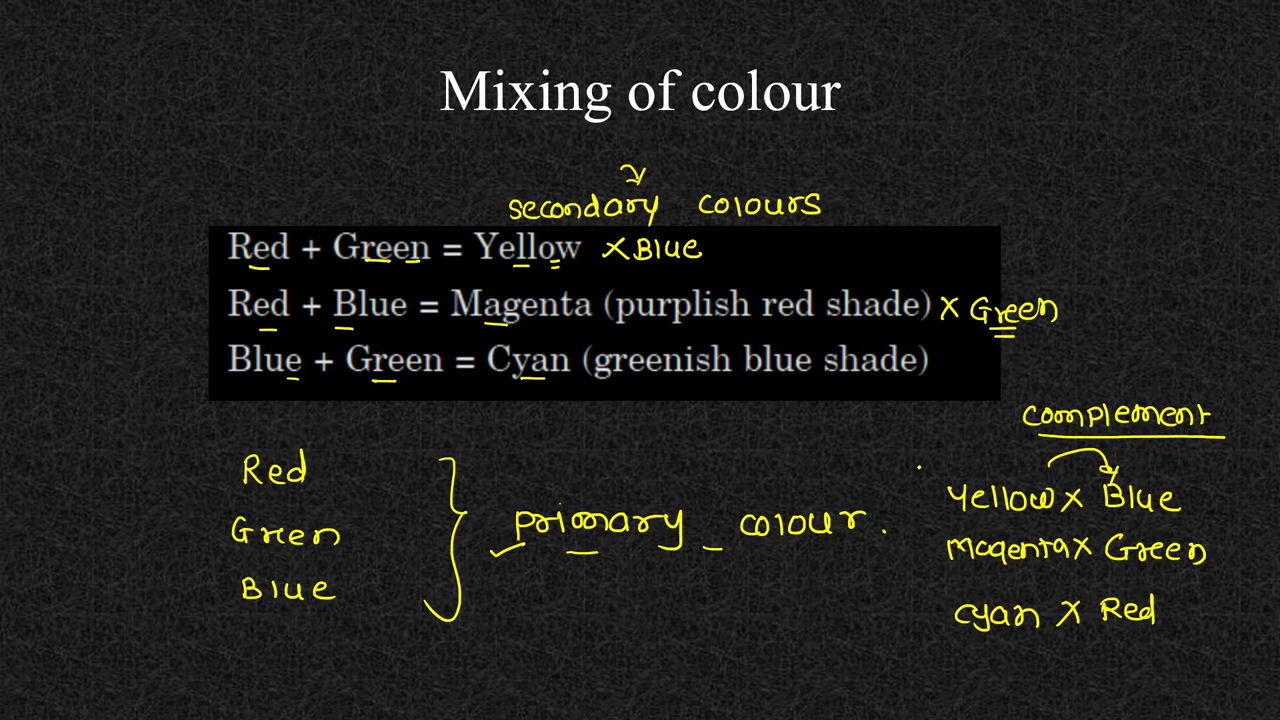 Mixing of colour
secondary colours
Red + Green = Yellow × Blue
Red + Blue = Magenta (purplish red shade) × Green
Blue + Green = Cyan (greenish blue shade)
complement
Red
Green
Blue
primary colour.
Yellow × Blue
Magenta × Green
cyan × Red